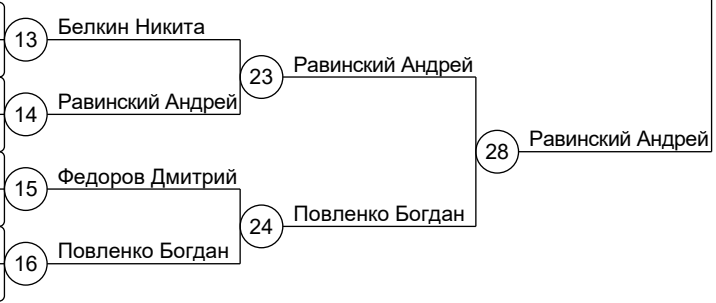 13 Белкин Никита
23 Равинский Андрей
14 Равинский Андрей
28 Равинский Андрей
15 Федоров Дмитрий
24 Повленко Богдан
16 Повленко Богдан